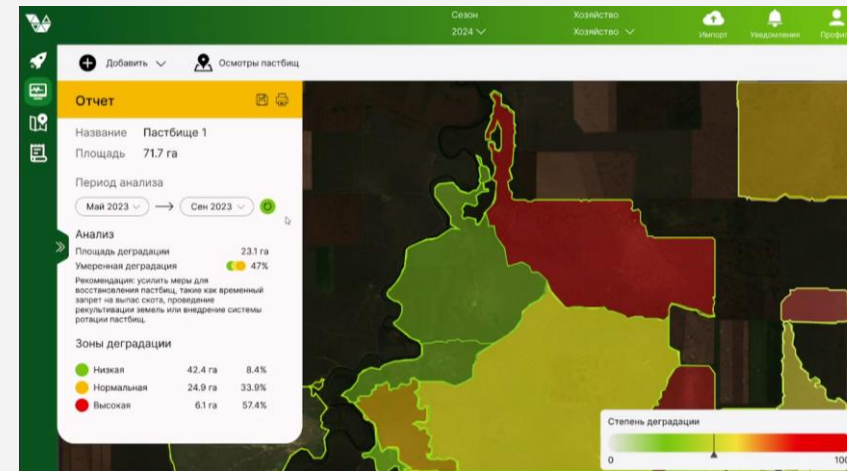 Сезон
Хозяйство
2024
Хозяйство
Импорт
Уведомления
Добавить
Осмотры пастбищ
Отчет
Название Пастбище 1
Площадь 71.7 га
Период анализа
Май 2023 → Сен 2023
Анализ
Площадь деградации 23.1 га
Умеренная деградация 47%
Рекомендация: усилить меры для
восстановления пастбищ, такие как временный
запрет на выпас скота, проведение
рекультивации земель или внедрение системы
ротации пастбищ.
Зоны деградации
Низкая 42.4 га 8.4%
Нормальная 24.9 га 33.9%
Высокая 6.1 га 57.4%
Степень деградации
0 100